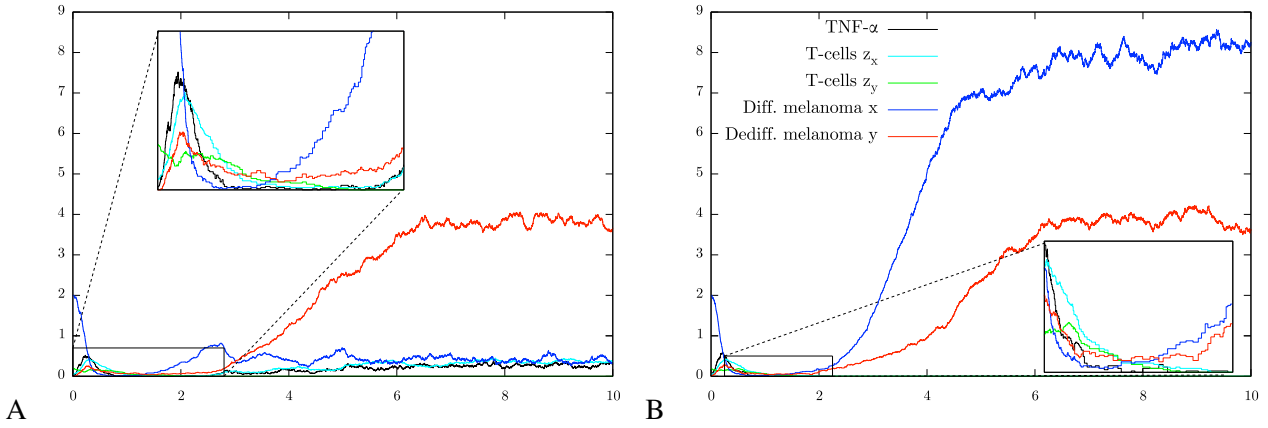 9
8
7
6
5
4
3
2
1
0
0 2 4 6 8 10
A
9
8
7
6
5
4
3
2
1
0
0 2 4 6 8 10
TNF-α
T-cells z_x
T-cells z_y
Diff. melanoma x
Dediff. melanoma y
B